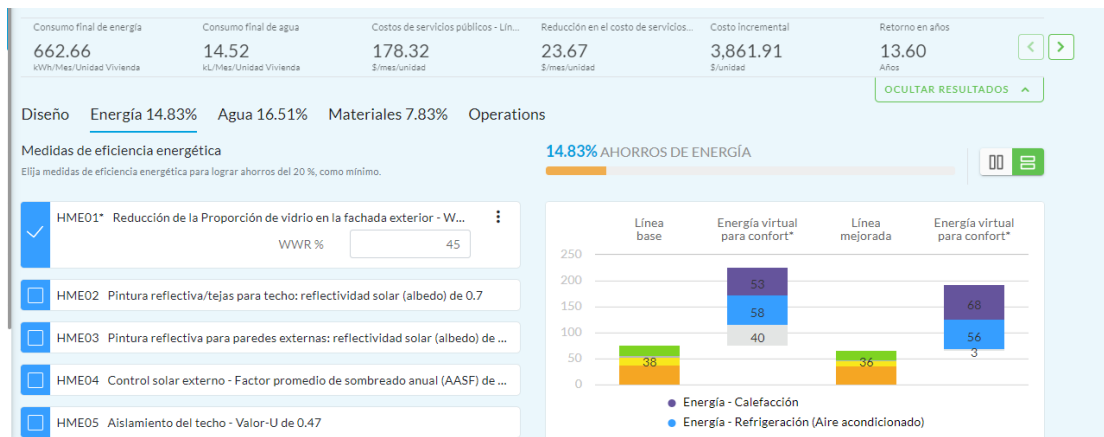 Consumo final de energía
662.66
kWh/Mes/Unidad Vivienda
Consumo final de agua
14.52
kL/Mes/Unidad Vivienda
Costos de servicios públicos - Lín...
178.32
$/mes/unidad
Reducción en el costo de servicios...
23.67
$/mes/unidad
Costo incremental
3,861.91
$/unidad
Retorno en años
13.60
Años
OCULTAR RESULTADOS
Diseño Energía 14.83% Agua 16.51% Materiales 7.83% Operations
Medidas de eficiencia energética
Elija medidas de eficiencia energética para lograr ahorros del 20 %, como mínimo.
14.83% AHORROS DE ENERGÍA
HME01* Reducción de la Proporción de vidrio en la fachada exterior - W...
WWR % 45
HME02 Pintura reflectiva/tejas para techo: reflectividad solar (albedo) de 0.7
HME03 Pintura reflectiva para paredes externas: reflectividad solar (albedo) de ...
HME04 Control solar externo - Factor promedio de sombreado anual (AASF) de ...
HME05 Aislamiento del techo - Valor-U de 0.47
Línea
base
Energía virtual
para confort*
Línea
mejorada
Energía virtual
para confort*
250
200
150
100
50
0
38
53
58
40
36
68
56
3
Energía - Calefacción
Energía - Refrigeración (Aire acondicionado)